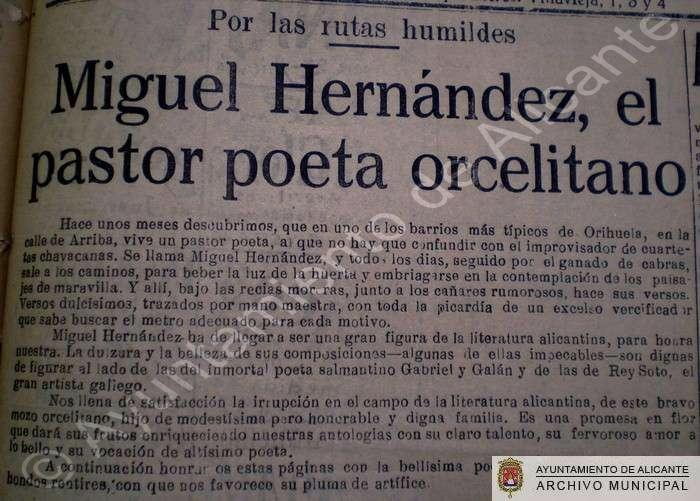 Villavieja, 1, 3 y 4
Por las rutas humildes
Miguel Hernández, el
pastor poeta orcelitano
Hace unos meses descubrimos, que en uno de los barrios más típicos de Orihuela, en la
calle de Arriba, vive un pastor poeta, al que no hay que confundir con el improvisador de cuarte-
tas chavacanas. Se llama Miguel Hernández, y todos los dias, seguido por el ganado de cabras,
sale a los caminos, para beber la luz de la huerta y embriagarse en la contemplación de los paisa-
jes de maravilla. Y allí, bajo las recias moreras, junto a los cañares rumorosos, hace sus versos.
Versos dulcísimos, trazados por mano maestra, con toda la picardía de un excelso vercificador
que sabe buscar el metro adecuado para cada motivo.
Miguel Hernández ha de llegar a ser una gran figura de la literatura alicantina, para honra
nuestra. La dulzura y la belleza de sus composiciones—algunas de ellas impecables—son dignas
de figurar al lado de las del inmortal poeta salmantino Gabriel y Galán y de las de Rey Soto, el
gran artista gallego.
Nos llena de satisfacción la irrupción en el campo de la literatura alicantina, de este bravo
mozo orcelitano, hijo de modestísima pero honorable y digna familia. Es una promesa en flor
que dará sus frutos enriqueciendo nuestras antologías con su claro talento, su fervoroso amor a
lo bello y su vocación de altísimo poeta.
A continuación honramos estas páginas con la bellísima
hondos sentires, con que nos favorece su pluma de artífice.
© Ayuntamiento de Alicante
AYUNTAMIENTO DE ALICANTE
ARCHIVO MUNICIPAL